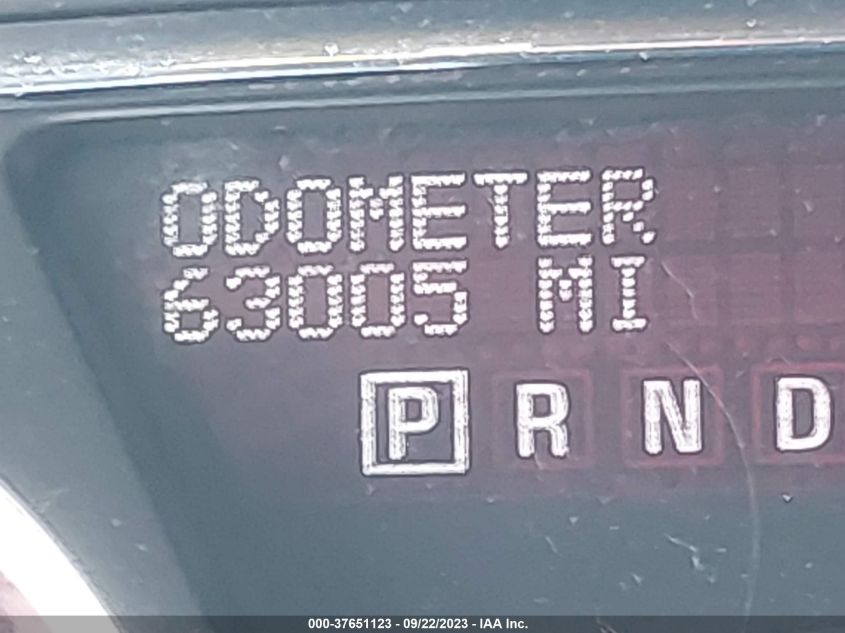 ODOMETER
63005 MI
P R N D
000-37651123 - 09/22/2023 - IAA Inc.